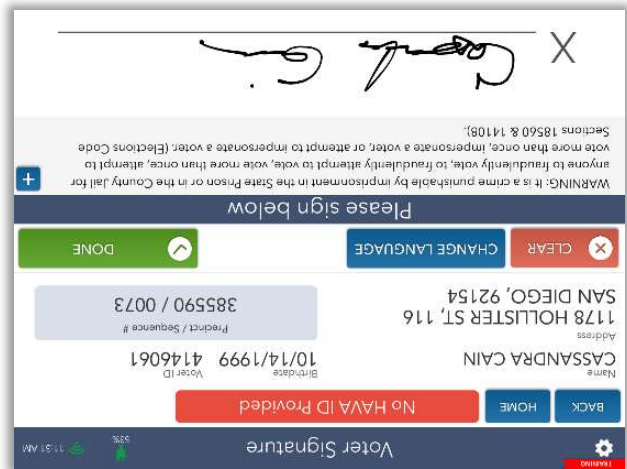 TRAINING
Voter Signature
53%
11:51 AM
BACK
HOME
No HAVA ID Provided
Name
CASSANDRA CAIN
Birthdate
10/14/1999
Voter ID
4146061
Address
1178 HOLLISTER ST, 116
SAN DIEGO, 92154
Precinct / Sequence #
385590 / 0073
CLEAR
CHANGE LANGUAGE
DONE
Please sign below
WARNING: It is a crime punishable by imprisonment in the State Prison or in the County Jail for
anyone to fraudulently vote, to fraudulently attempt to vote, vote more than once, attempt to
vote more than once, impersonate a voter, or attempt to impersonate a voter. (Elections Code
Sections 18560 & 14108).
+
X